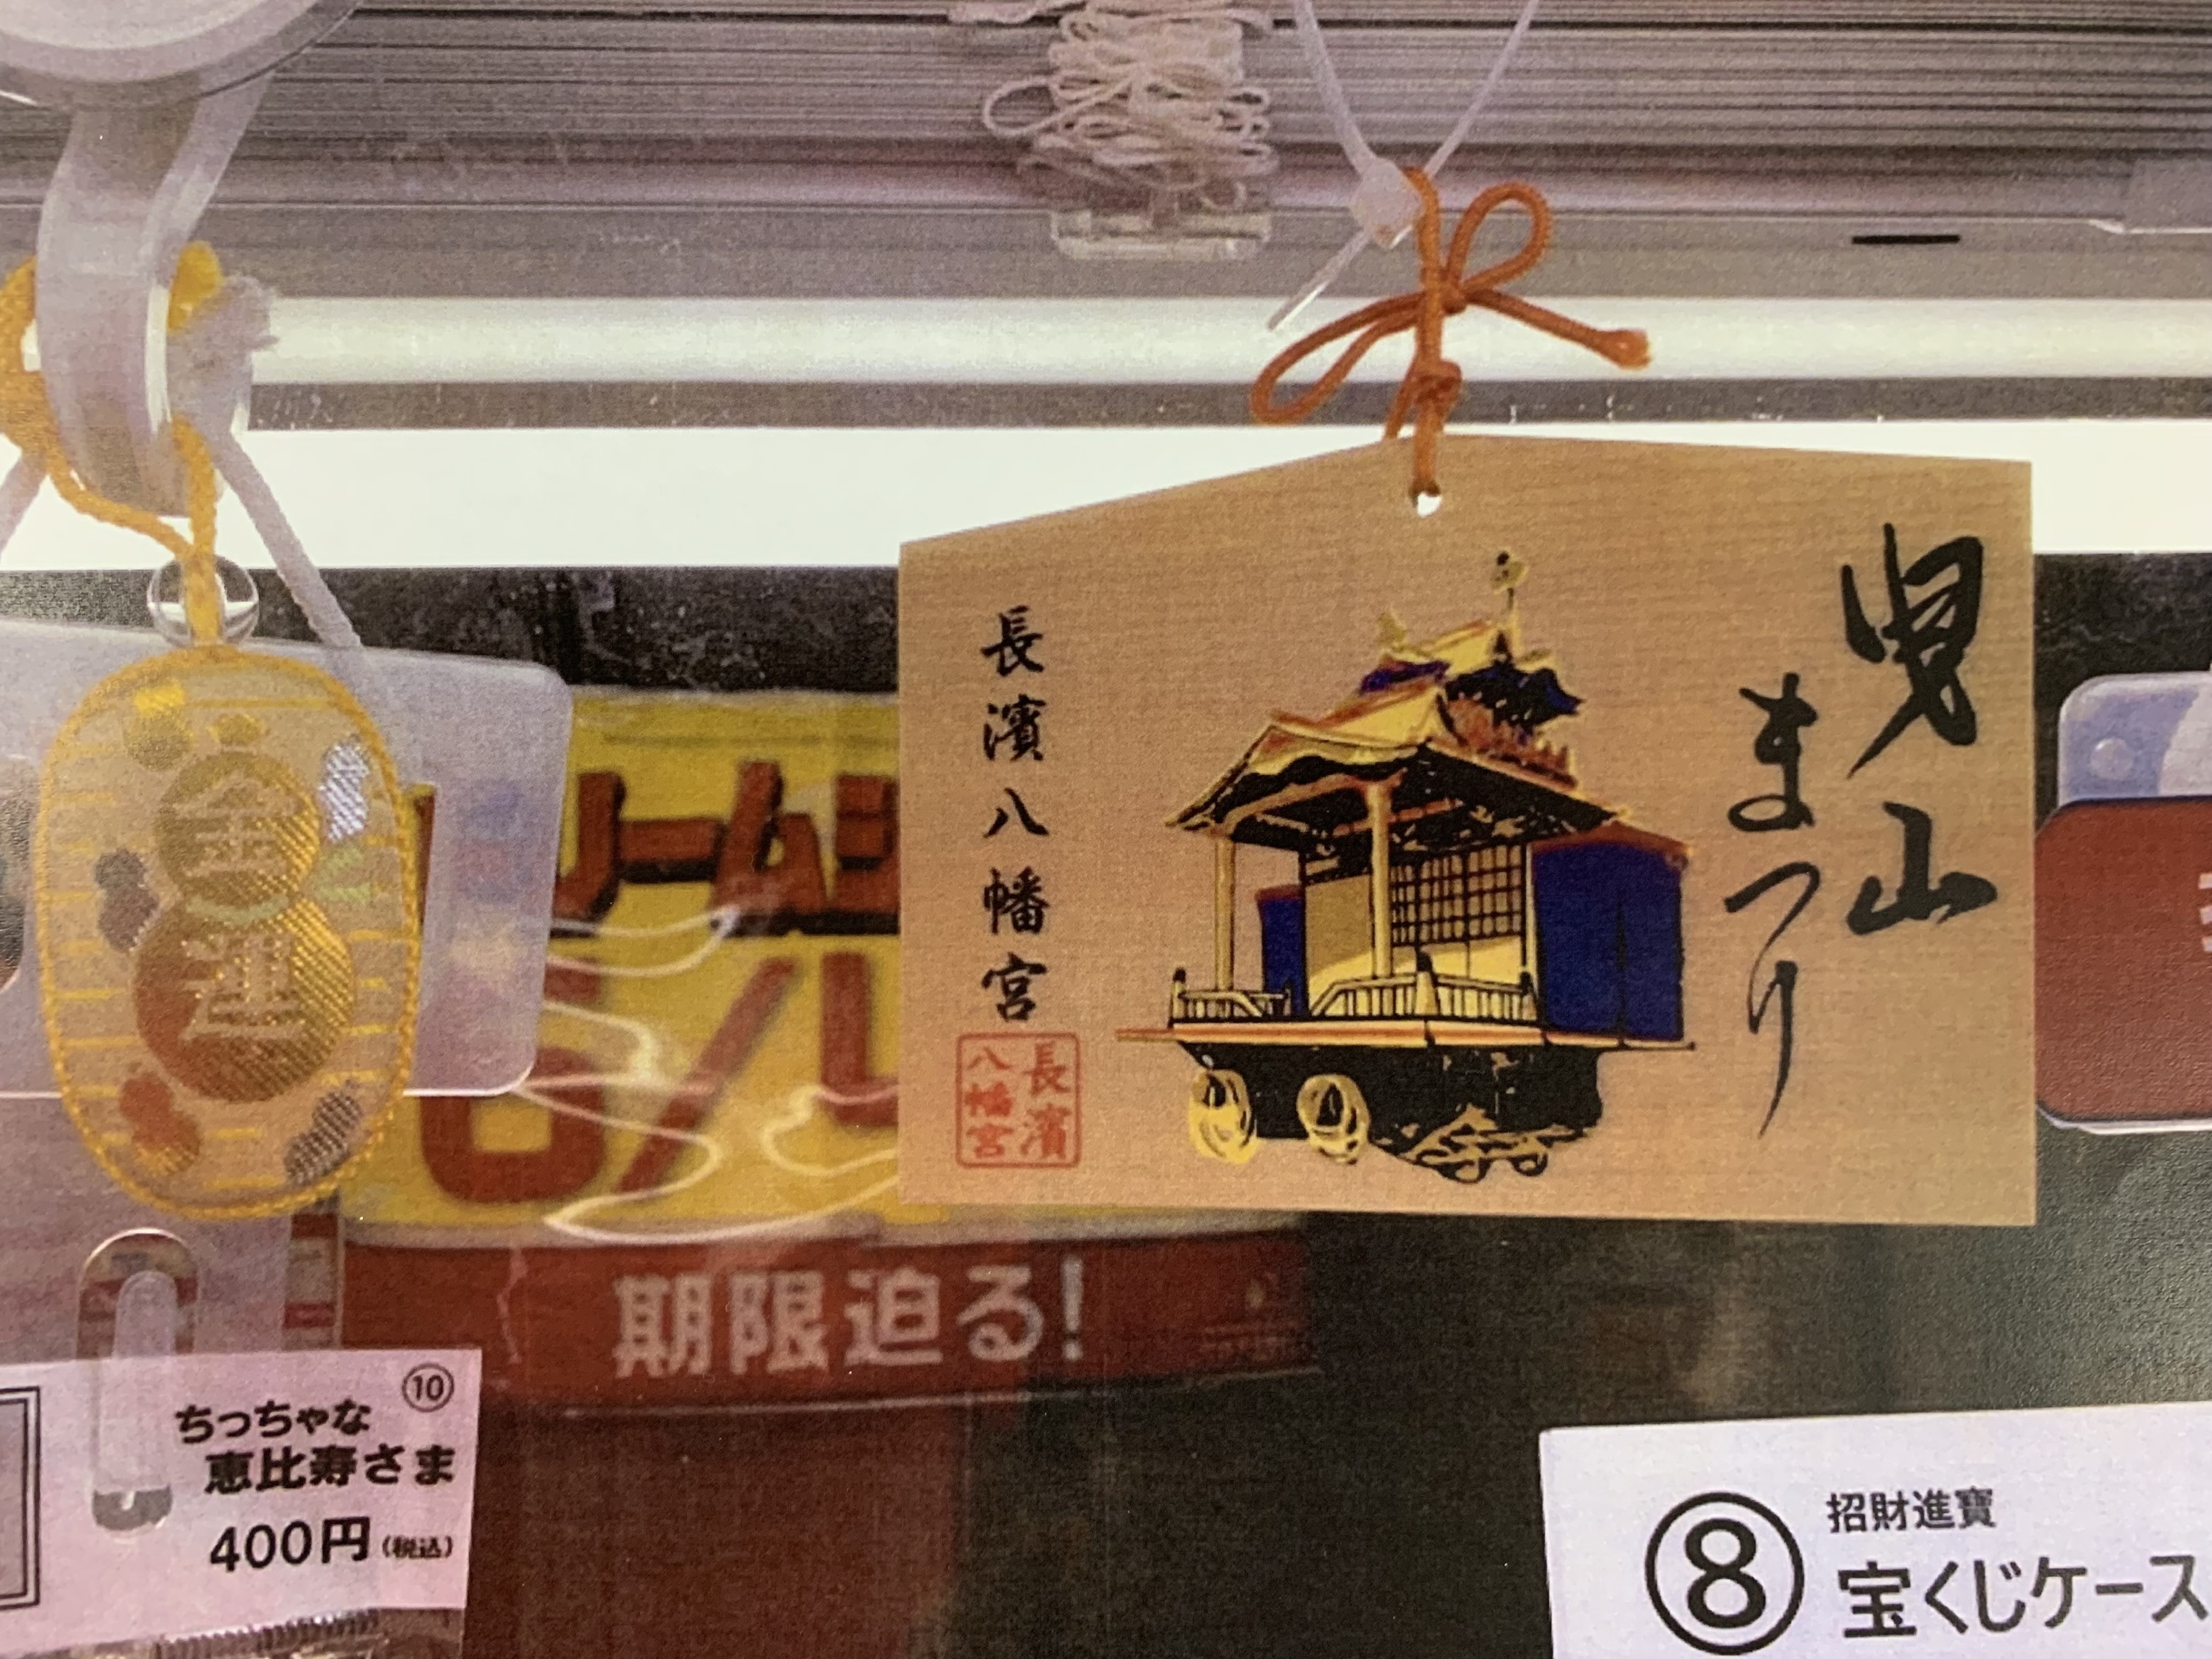 曳山
まつり
長濱八幡宮
長濱
八幡宮
金運
期限迫る!
⑩
ちっちゃな
恵比寿さま
400円(税込)
⑧
招財進寶
宝くじケース